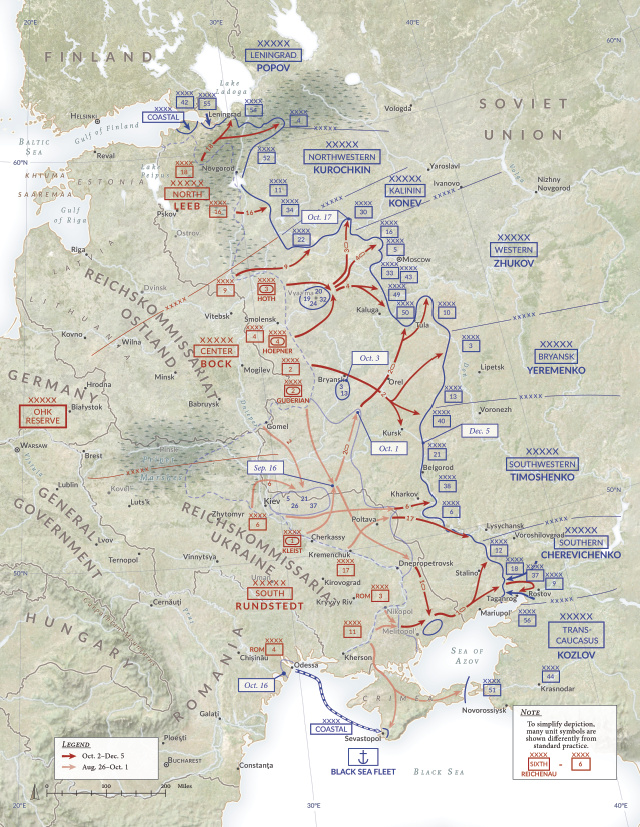 20°E
30°E
40°E
60°N
FINLAND
XXXXX
LENINGRAD
POPOV
Lake
Ladoga
SOVIET
UNION
Vologda
XXXX
42
XXXX
55
XXXX
54
XXXX
4
XXXX
COASTAL
Leningrad
HELSINKI
Gulf of Finland
BALTIC
SEA
Reval
60°N
KHIUMA
SAAREMAA
ESTONIA
Gulf
of Riga
XXXX
52
XXXXX
NORTHWESTERN
KUROCHKIN
Yaroslavl
Ivanovo
Nizhny
Novgorod
XXXX
18
Novgorod
XXXXX
NORTH
LEEB
XXXX
16
16
Pskov
Ostrov
XXXX
11
XXXX
34
XXXXX
KALININ
KONEV
Oct. 17
XXXX
30
XXXX
22
XXXX
16
XXXX
5
Moscow
XXXX
33
XXXX
43
XXXX
49
XXXX
50
XXXXX
WESTERN
ZHUKOV
Riga
LATVIA
Dvinsk
XXXX
9
XXXX
3
HOTH
Vyazma
20
19
32
24
Kaluga
Tula
XXXX
10
REICHSKOMMISSARIAT
OSTLAND
Vitebsk
Smolensk
XXXX
4
XXXX
4
HOEPNER
Kovno
Wilna
Minsk
XXXXX
CENTER
BOCK
Mogilev
XXXX
2
XXXX
2
GUDERIAN
Oct. 3
Bryansk
3
13
Orel
XXXX
3
Lipetsk
XXXXX
BRYANSK
YEREMENKO
GERMANY
Hrodna
Białystok
XXXXX
OHK
RESERVE
Babruysk
Gomel
Kursk
XXXX
13
Voronezh
XXXX
40
Dec. 5
Oct. 1
WARSAW
Brest
Pinsk
Marshes
Lublin
Kovel
Luts'k
Sep. 16
XXXX
21
Belgorod
XXXX
38
XXXXX
SOUTHWESTERN
TIMOSHENKO
Kiev
5
21
26
37
XXXX
6
Zhytomyr
Kharkov
XXXX
6
50°N
GENERAL
GOVERNMENT
Lvov
Ternopol
Vinnytsya
REICHSKOMMISSARIAT
UKRAINE
Poltava
17
Cherkassy
XXXX
1
KLEIST
Kremenchuk
XXXX
17
Kirovograd
Uman
XXXXX
SOUTH
RUNDSTEDT
Kryvyy Riv
XXXX
ROM
3
Dnepropetrovsk
Stalino
Lysychansk
XXXX
12
Voroshilovgrad
XXXXX
SOUTHERN
CHEREVICHENKO
XXXX
18
XXXX
37
XXXX
9
Taganrog
Rostov
XXXX
56
Mariupol'
XXXXX
TRANS-
CAUCASUS
KOZLOV
50°N
Cernăuți
HUNGARY
ROMANIA
Nikopol
XXXX
11
Melitopol'
Kherson
SEA OF
AZOV
XXXX
ROM
4
Chișinău
Odessa
Oct. 16
CRIMEA
XXXX
51
Novorossiysk
XXXX
44
Krasnodar
XXXX
COASTAL
Sevastopol
BLACK SEA FLEET
BLACK SEA
Galați
Ploești
BUCHAREST
Constanța
LEGEND
Oct. 2–Dec. 5
Aug. 26–Oct. 1
0
50
100
200
Miles
NOTE
To simplify depiction,
many unit symbols are
shown differently from
standard practice.
XXXX
SIXTH
REICHENAU
=
XXXX
6
20°E
30°E
40°E